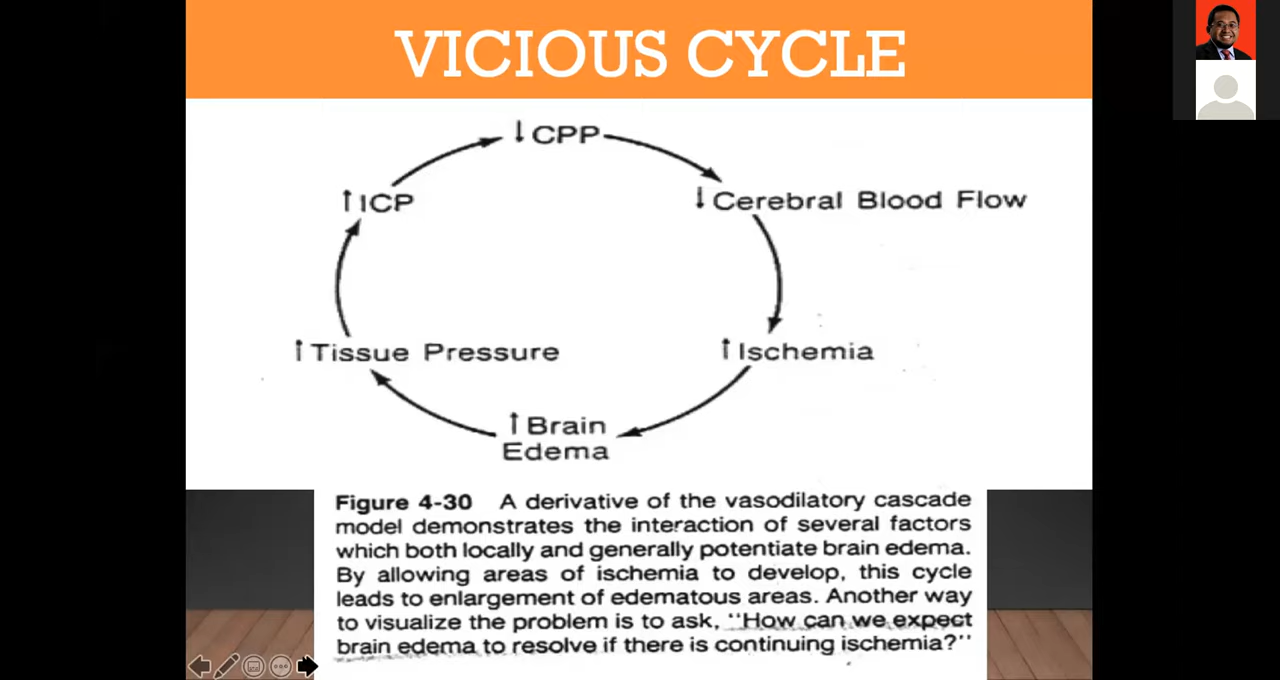 VICIOUS CYCLE
↓CPP
↑ICP
↓Cerebral Blood Flow
↑Tissue Pressure
↑Ischemia
↑Brain
Edema
Figure 4-30 A derivative of the vasodilatory cascade
model demonstrates the interaction of several factors
which both locally and generally potentiate brain edema.
By allowing areas of ischemia to develop, this cycle
leads to enlargement of edematous areas. Another way
to visualize the problem is to ask, ''How can we expect
brain edema to resolve if there is continuing ischemia?''